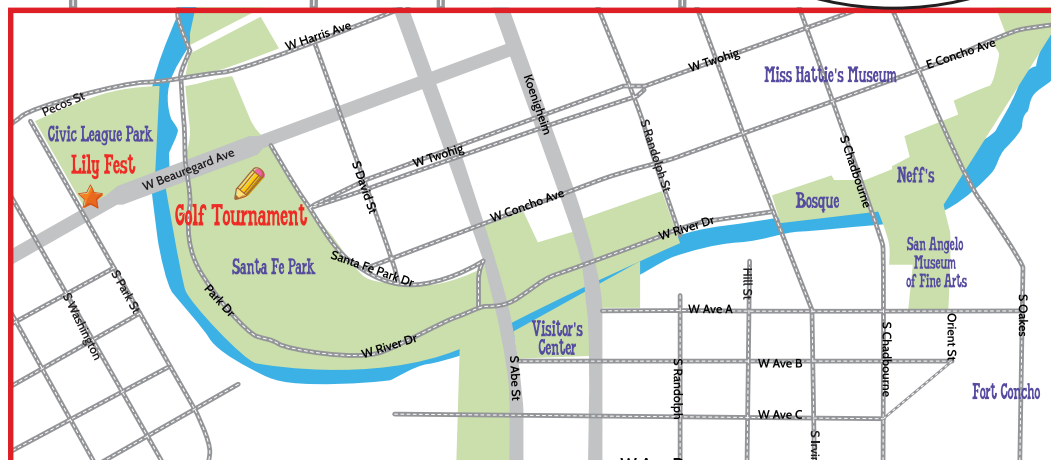 W Harris Ave
W Twohig
E Concho Ave
Miss Hattie's Museum
Pecos St
Koenigheim
Civic League Park
Lily Fest
W Beauregard Ave
W Twohig
S David St
S Randolph St
S Chadbourne
Neff's
Golf Tournament
W Concho Ave
Bosque
W River Dr
Santa Fe Park
Santa Fe Park Dr
San Angelo
Museum
of Fine Arts
S Park St
S Washington
Park Dr
Hill St
W Ave A
S Oakes
Visitor's
Center
W River Dr
S Chadbourne
Orient St
S Abe St
S Randolph
W Ave B
Fort Concho
W Ave C